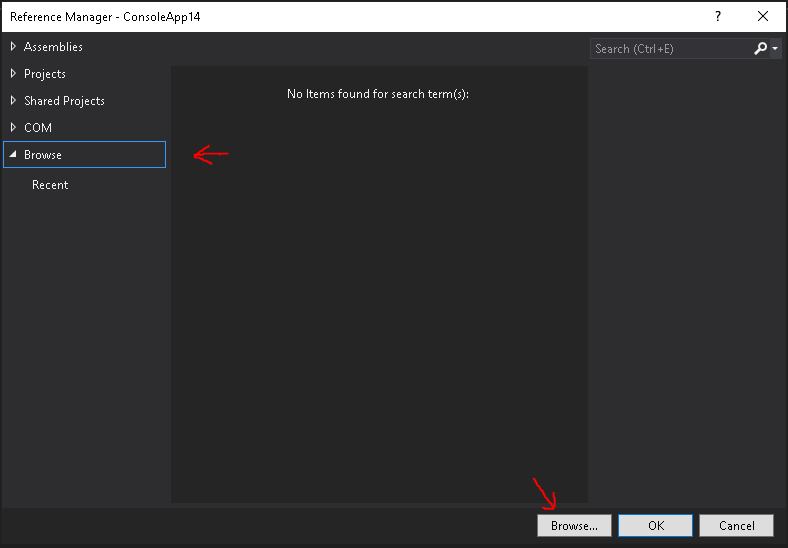 Reference Manager - ConsoleApp14
?
Assemblies
Search (Ctrl+E)
Projects
No Items found for search term(s):
Shared Projects
COM
Browse
Recent
Browse...
OK
Cancel